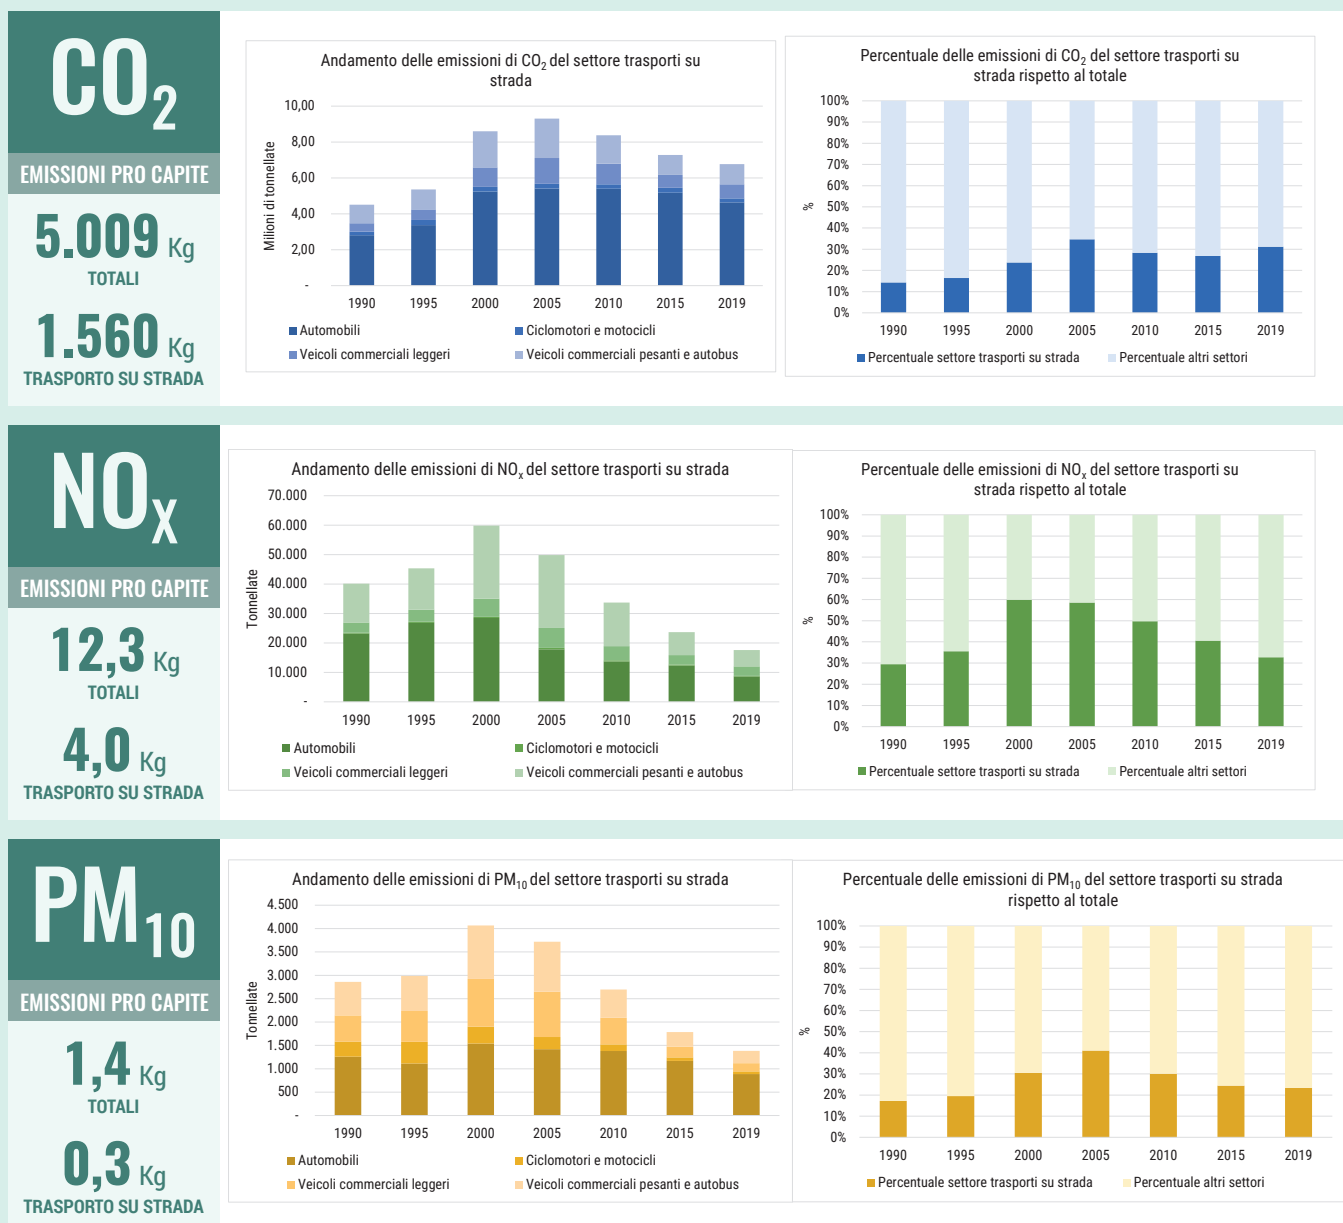 CO2
EMISSIONI PRO CAPITE
5.009 Kg
TOTALI
1.560 Kg
TRASPORTO SU STRADA
Andamento delle emissioni di CO2 del settore trasporti su
strada
Milioni di tonnellate
10,00
8,00
6,00
4,00
2,00
-
1990 1995 2000 2005 2010 2015 2019
Automobili Ciclomotori e motocicli
Veicoli commerciali leggeri Veicoli commerciali pesanti e autobus
Percentuale delle emissioni di CO2 del settore trasporti su
strada rispetto al totale
%
100%
90%
80%
70%
60%
50%
40%
30%
20%
10%
0%
1990 1995 2000 2005 2010 2015 2019
Percentuale settore trasporti su strada Percentuale altri settori
NOX
EMISSIONI PRO CAPITE
12,3 Kg
TOTALI
4,0 Kg
TRASPORTO SU STRADA
Andamento delle emissioni di NOx del settore trasporti su strada
Tonnellate
70.000
60.000
50.000
40.000
30.000
20.000
10.000
-
1990 1995 2000 2005 2010 2015 2019
Automobili Ciclomotori e motocicli
Veicoli commerciali leggeri Veicoli commerciali pesanti e autobus
Percentuale delle emissioni di NOx del settore trasporti su
strada rispetto al totale
%
100%
90%
80%
70%
60%
50%
40%
30%
20%
10%
0%
1990 1995 2000 2005 2010 2015 2019
Percentuale settore trasporti su strada Percentuale altri settori
PM10
EMISSIONI PRO CAPITE
1,4 Kg
TOTALI
0,3 Kg
TRASPORTO SU STRADA
Andamento delle emissioni di PM10 del settore trasporti su strada
Tonnellate
4.500
4.000
3.500
3.000
2.500
2.000
1.500
1.000
500
-
1990 1995 2000 2005 2010 2015 2019
Automobili Ciclomotori e motocicli
Veicoli commerciali leggeri Veicoli commerciali pesanti e autobus
Percentuale delle emissioni di PM10 del settore trasporti su strada
rispetto al totale
%
100%
90%
80%
70%
60%
50%
40%
30%
20%
10%
0%
1990 1995 2000 2005 2010 2015 2019
Percentuale settore trasporti su strada Percentuale altri settori